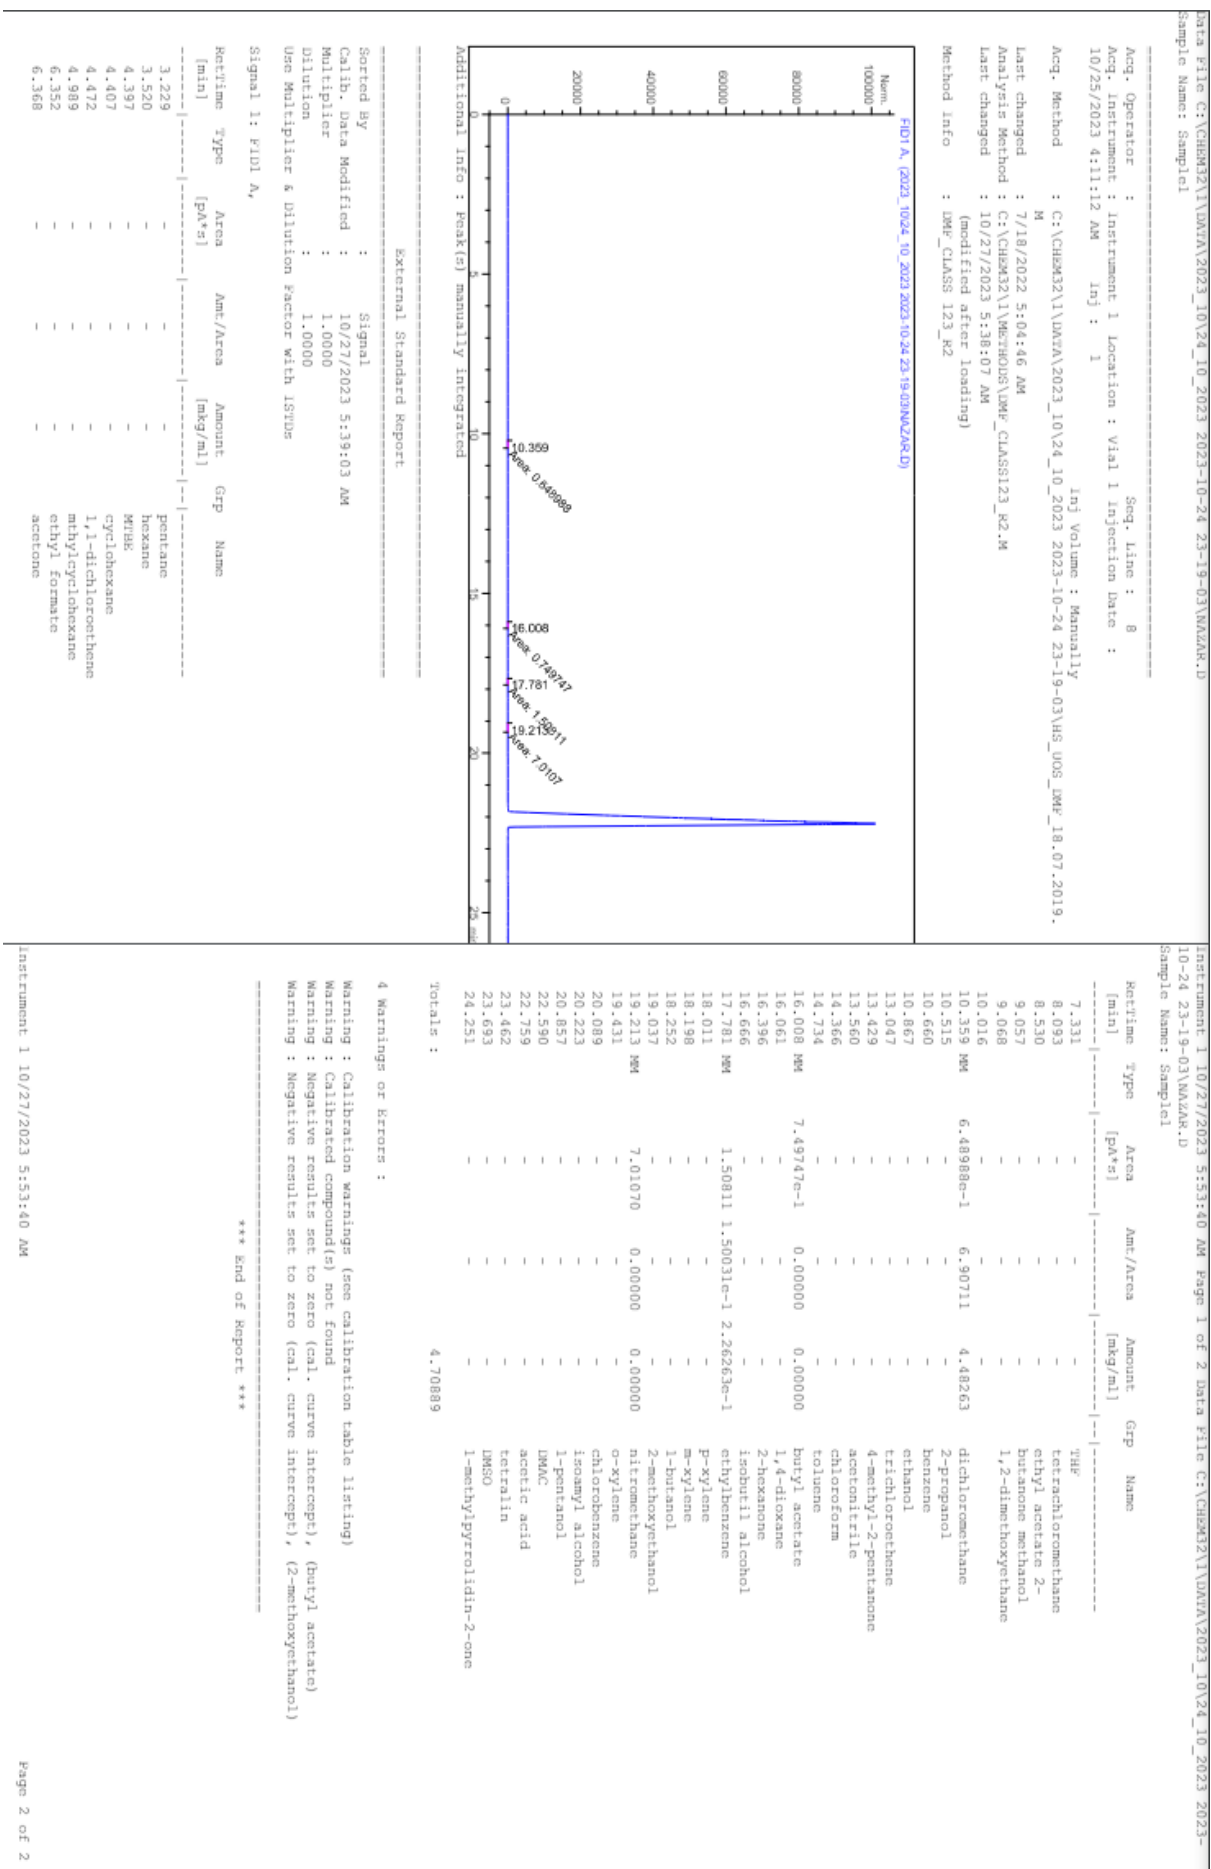 Data File C:\CHEM32\1\DATA\2023_10\24_10_2023 2023-10-24 23-19-03\NAZAR.D
Sample Name: Sample1
Acq. Operator : Seq. Line : 8
Acq. Instrument : Instrument 1 Location : Vial 1 Injection Date :
10/25/2023 4:11:12 AM Inj : 1
Inj Volume : Manually
Acq. Method : C:\CHEM32\1\DATA\2023_10\24_10_2023 2023-10-24 23-19-03\HS_UOS_DMF_18.07.2019.
M
Last changed : 7/18/2022 5:04:46 AM
Analysis Method : C:\CHEM32\1\METHODS\DMF_CLASS123_R2.M
Last changed : 10/27/2023 5:38:07 AM
(modified after loading)
Method Info : DMF_CLASS 123_R2
FID1 A, (2023_10\24_10_2023 2023-10-24 23-19-03\NAZAR.D)
Norm.
100000
80000
60000
40000
20000
0
10.359
Area: 0.648988
16.008
Area: 0.749747
17.781
Area: 1.50811
19.213
Area: 7.0107
0 5 10 15 20 25 min
Additional Info : Peak(s) manually integrated
External Standard Report
Sorted By : Signal
Calib. Data Modified : 10/27/2023 5:39:03 AM
Multiplier : 1.0000
Dilution : 1.0000
Use Multiplier & Dilution Factor with ISTDs
Signal 1: FID1 A,
RetTime Type Area Amt/Area Amount Grp Name
[min] [pA*s] [mkg/ml]
-------|------|----------|----------|----------|--|------------------
3.229 - - - pentane
3.520 - - - hexane
4.397 - - - MTBE
4.407 - - - cyclohexane
4.472 - - - 1,1-dichloroethene
4.989 - - - mthylcyclohexane
6.352 - - - ethyl formate
6.368 - - - acetone
Instrument 1 10/27/2023 5:53:40 AM Page 1 of 2 Data File C:\CHEM32\1\DATA\2023_10\24_10_2023 2023-
10-24 23-19-03\NAZAR.D
Sample Name: Sample1
RetTime Type Area Amt/Area Amount Grp Name
[min] [pA*s] [mkg/ml]
-------|------|----------|----------|----------|--|------------------
7.331 - - - THF
8.093 - - - tetrachloromethane
8.530 - - - ethyl acetate 2-
9.057 - - - butanone methanol
9.068 - - - 1,2-dimethoxyethane
10.016 - - -
10.359 MM 6.48988e-1 6.90711 4.48263 dichloromethane
10.515 - - - 2-propanol
10.660 - - - benzene
10.867 - - - ethanol
13.047 - - - trichloroethene
13.429 - - - 4-methyl-2-pentanone
13.560 - - - acetonitrile
14.366 - - - chloroform
14.734 - - - toluene
16.008 MM 7.49747e-1 0.00000 0.00000 butyl acetate
16.061 - - - 1,4-dioxane
16.396 - - - 2-hexanone
16.666 - - - isobutil alcohol
17.781 MM 1.50811 1.50031e-1 2.26263e-1 ethylbenzene
18.011 - - - p-xylene
18.198 - - - m-xylene
18.252 - - - 1-butanol
19.037 - - - 2-methoxyethanol
19.213 MM 7.01070 0.00000 0.00000 nitromethane
19.431 - - - o-xylene
20.089 - - - chlorobenzene
20.223 - - - isoamyl alcohol
20.857 - - - 1-pentanol
22.590 - - - DMAC
22.759 - - - acetic acid
23.462 - - - tetralin
23.693 - - - DMSO
24.251 - - - 1-methylpyrrolidin-2-one
Totals : 4.70889
4 Warnings or Errors :
Warning : Calibration warnings (see calibration table listing)
Warning : Calibrated compound(s) not found
Warning : Negative results set to zero (cal. curve intercept), (butyl acetate)
Warning : Negative results set to zero (cal. curve intercept), (2-methoxyethanol)
*** End of Report ***
Instrument 1 10/27/2023 5:53:40 AM Page 2 of 2